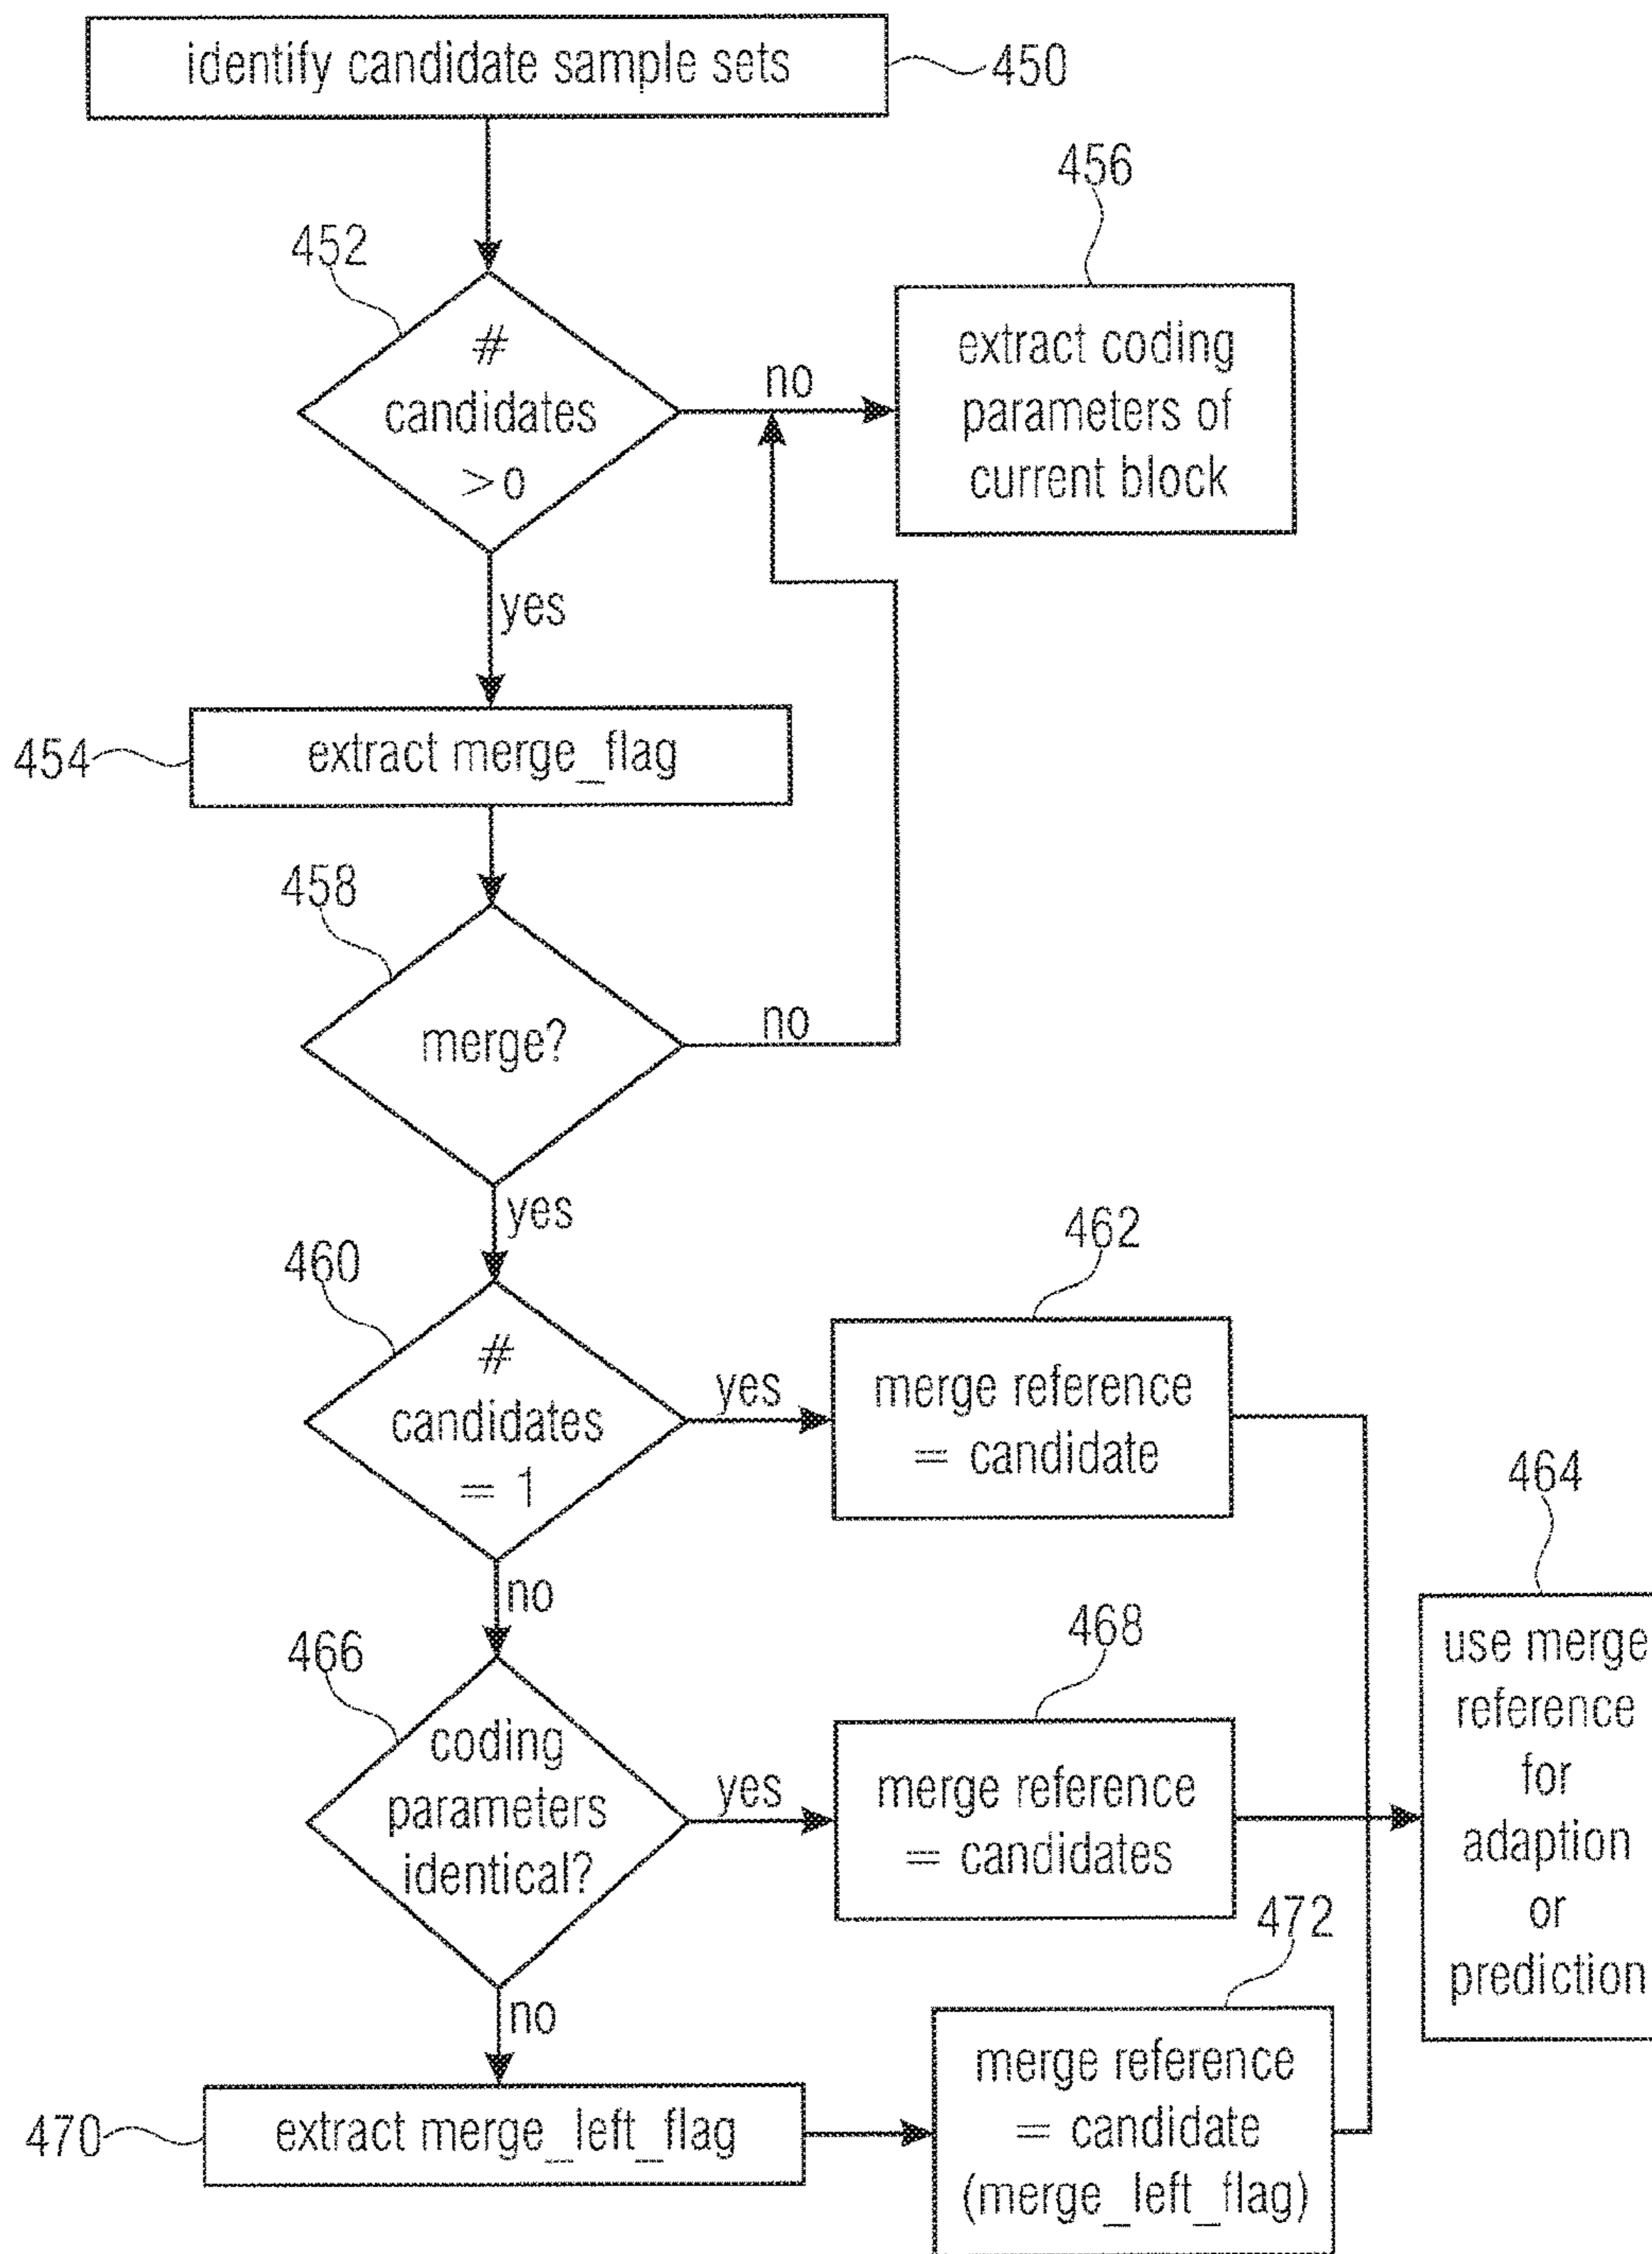 identify candidate sample sets
450
456
452
#
candidates
>o
no
extract coding
parameters of
current block
yes
454
extract merge_flag
458
merge?
no
yes
460
462
#
candidates
== 1
yes
merge reference
= candidate
464
no
466
468
coding
parameters
identical?
yes
merge reference
= candidates
use merge
reference
for
adaption
or
prediction
472
no
470
extract merge_left_flag
merge reference
= candidate
(merge_left_flag)